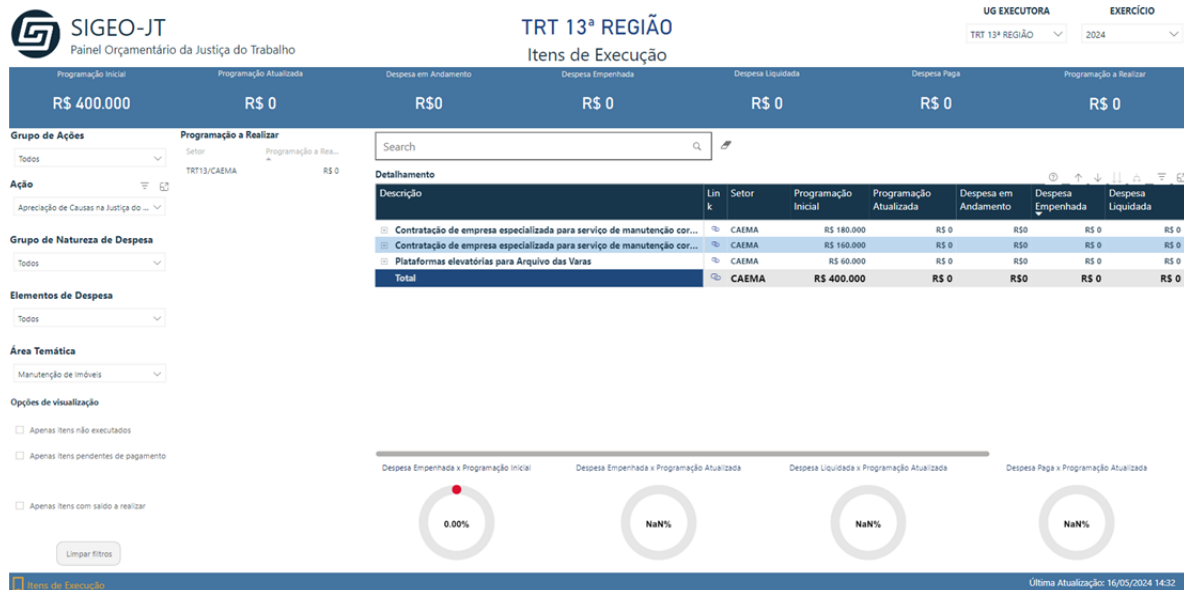 SIGEO-JT
Painel Orçamentário da Justiça do Trabalho
TRT 13ª REGIÃO
Itens de Execução
UG EXECUTORA
EXERCÍCIO
TRT 13ª REGIÃO
2024
Programação Inicial
Programação Atualizada
Despesa em Andamento
Despesa Empenhada
Despesa Liquidada
Despesa Paga
Programação a Realizar
R$ 400.000
R$ 0
R$0
R$ 0
R$ 0
R$ 0
R$ 0
Grupo de Ações
Todos
Ação
Apreciação de Causas na Justiça do ...
Grupo de Natureza de Despesa
Todos
Elementos de Despesa
Todos
Área Temática
Manutenção de Imóveis
Opções de visualização
Apenas Itens não executados
Apenas Itens pendentes de pagamento
Apenas Itens com saldo a realizar
Limpar filtros
Programação a Realizar
Setor Programação a Rea...
TRT13/CAEMA R$ 0
Search
Detalhamento
Descrição Link Setor Programação Inicial Programação Atualizada Despesa em Andamento Despesa Empenhada Despesa Liquidada
Contratação de empresa especializada para serviço de manutenção cor... CAEMA R$ 180.000 R$ 0 R$0 R$ 0 R$ 0
Contratação de empresa especializada para serviço de manutenção cor... CAEMA R$ 160.000 R$ 0 R$0 R$ 0 R$ 0
Plataformas elevatórias para Arquivo das Varas CAEMA R$ 60.000 R$ 0 R$0 R$ 0 R$ 0
Total CAEMA R$ 400.000 R$ 0 R$0 R$ 0 R$ 0
Despesa Empenhada x Programação Inicial
Despesa Empenhada x Programação Atualizada
Despesa Liquidada x Programação Atualizada
Despesa Paga x Programação Atualizada
0.00%
NaN%
NaN%
NaN%
Itens de Execução
Última Atualização: 16/05/2024 14:32